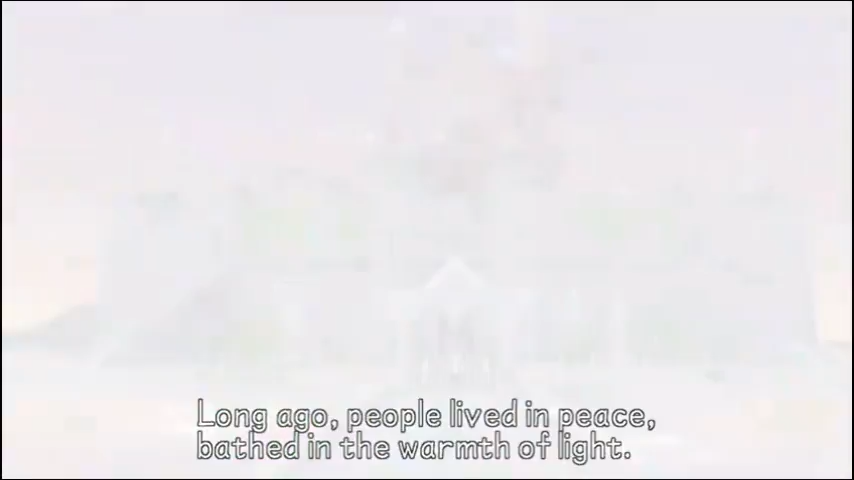 Long ago, people lived in peace,
bathed in the warmth of light.